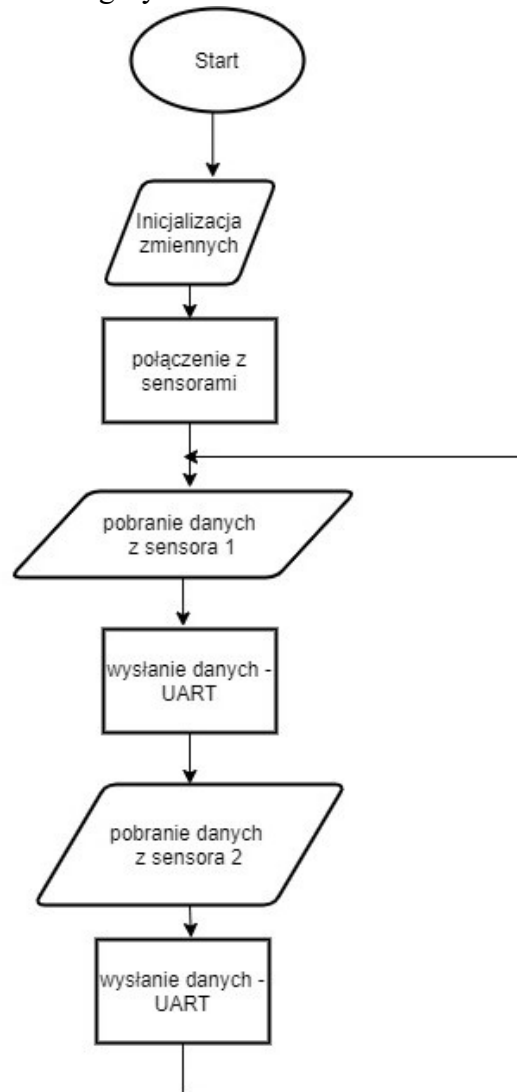 Start
Inicjalizacja
zmiennych
połączenie z
sensorami
pobranie danych
z sensora 1
wysłanie danych -
UART
pobranie danych
z sensora 2
wysłanie danych -
UART